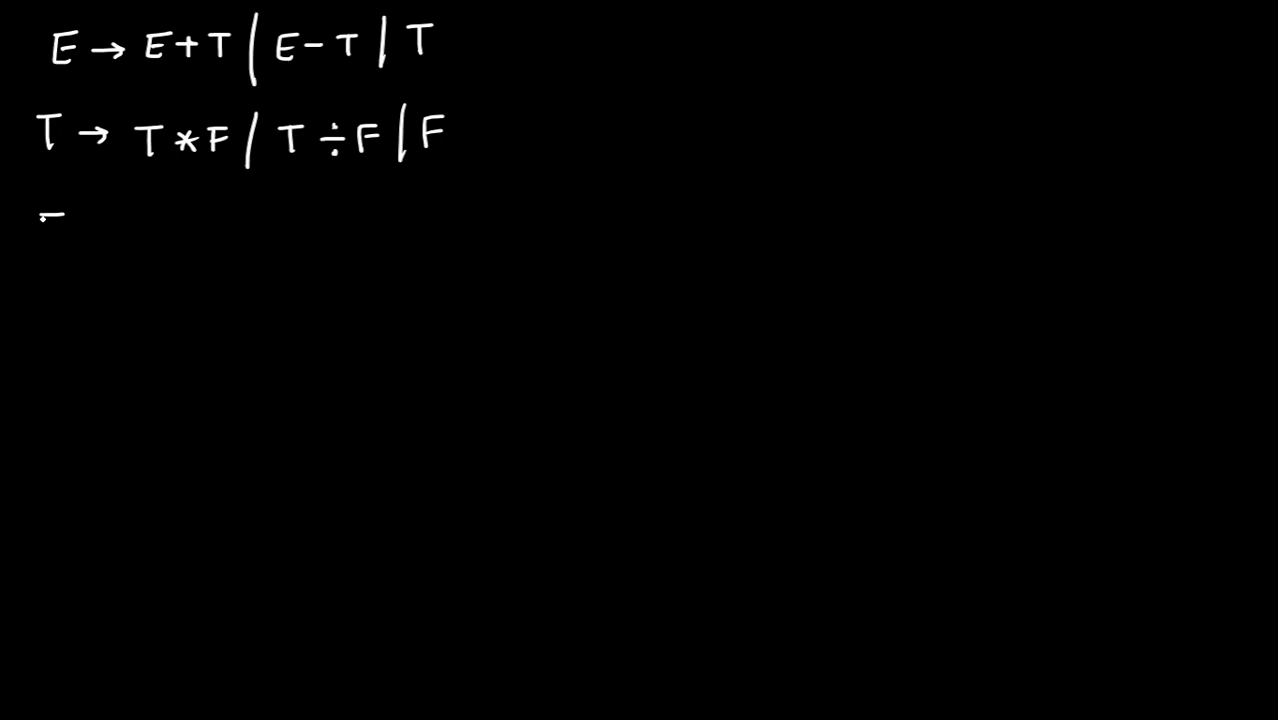 E → E + T | E - T | T
T → T * F | T ÷ F | F